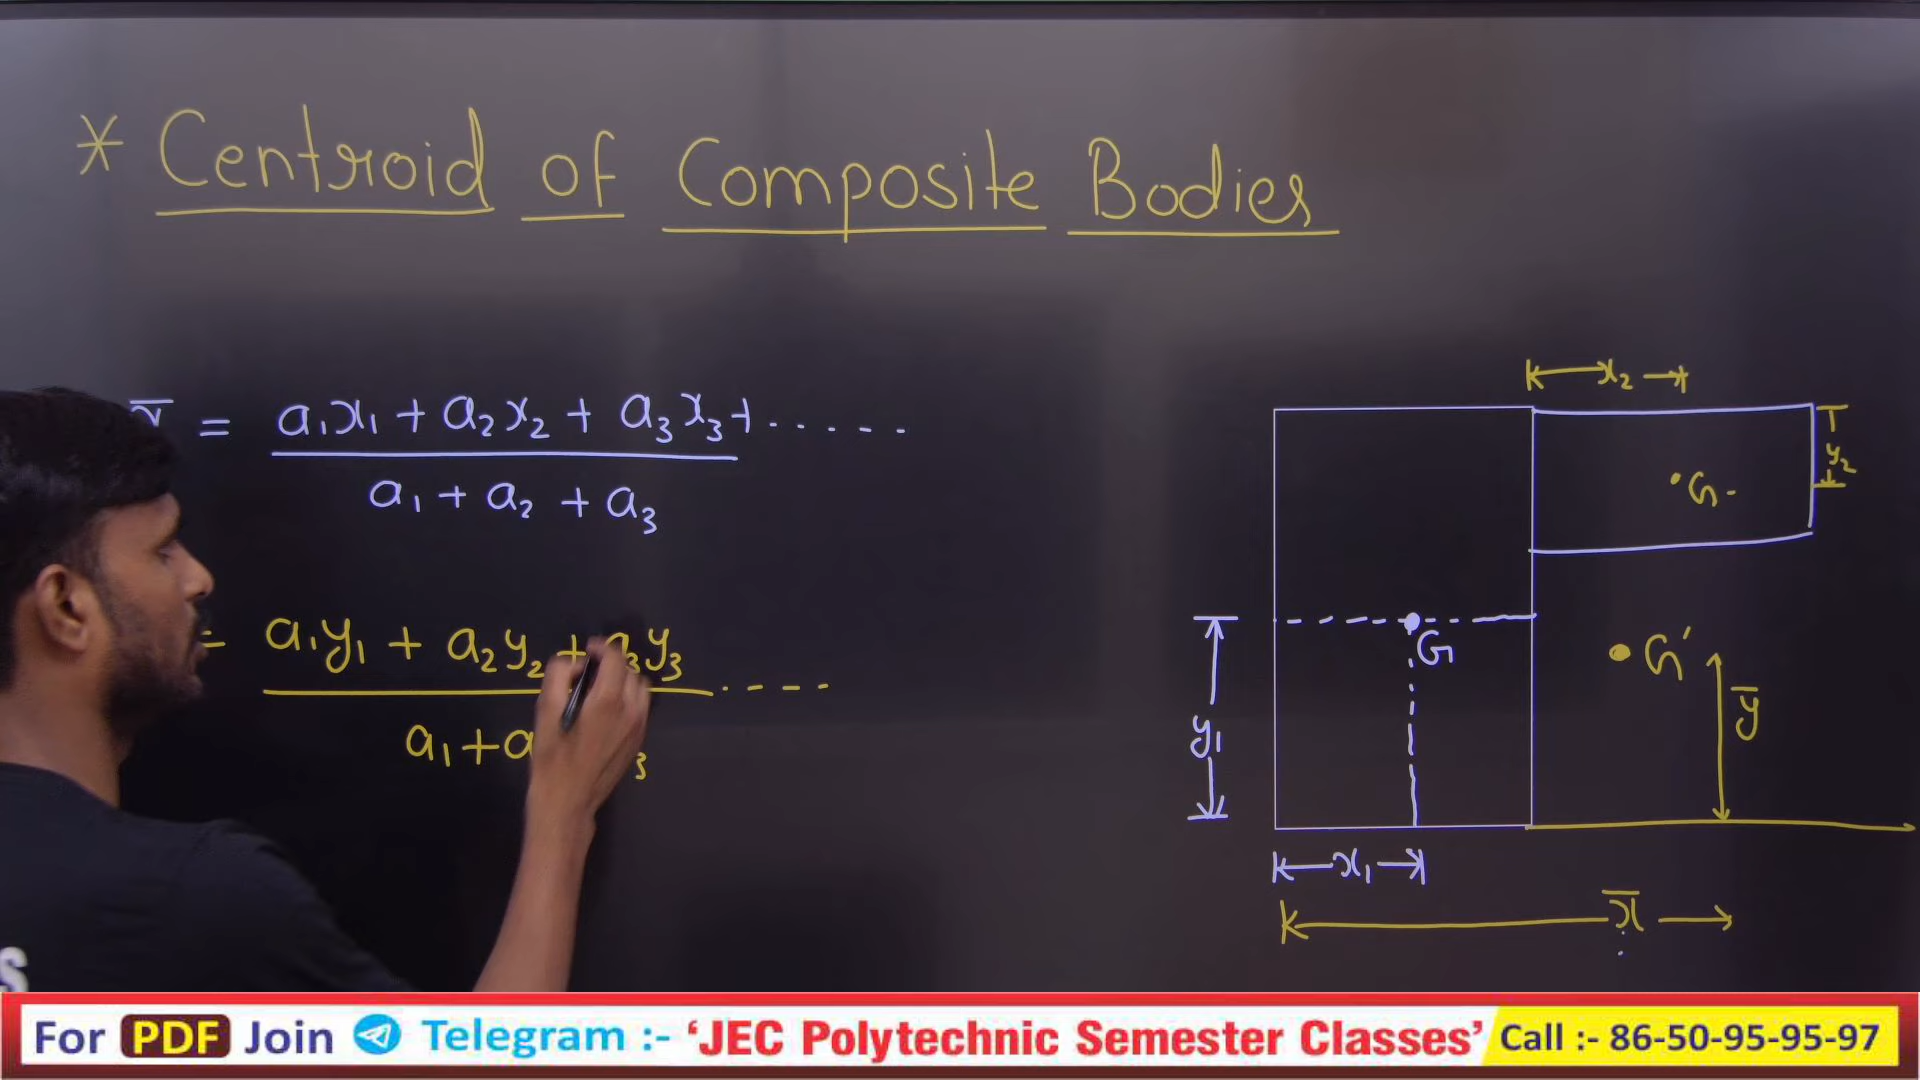 * Centroid of Composite Bodies
= a₁x₁ + a₂x₂ + a₃x₃ + .....
a₁ + a₂ + a₃
= a₁y₁ + a₂y₂ + a₃y₃ -----
a₁ + a 3
x₂
y₂
G
G
G'
y₁
ȳ
x₁
x̄
s
For PDF Join Telegram :- ‘JEC Polytechnic Semester Classes’ Call :- 86-50-95-95-97